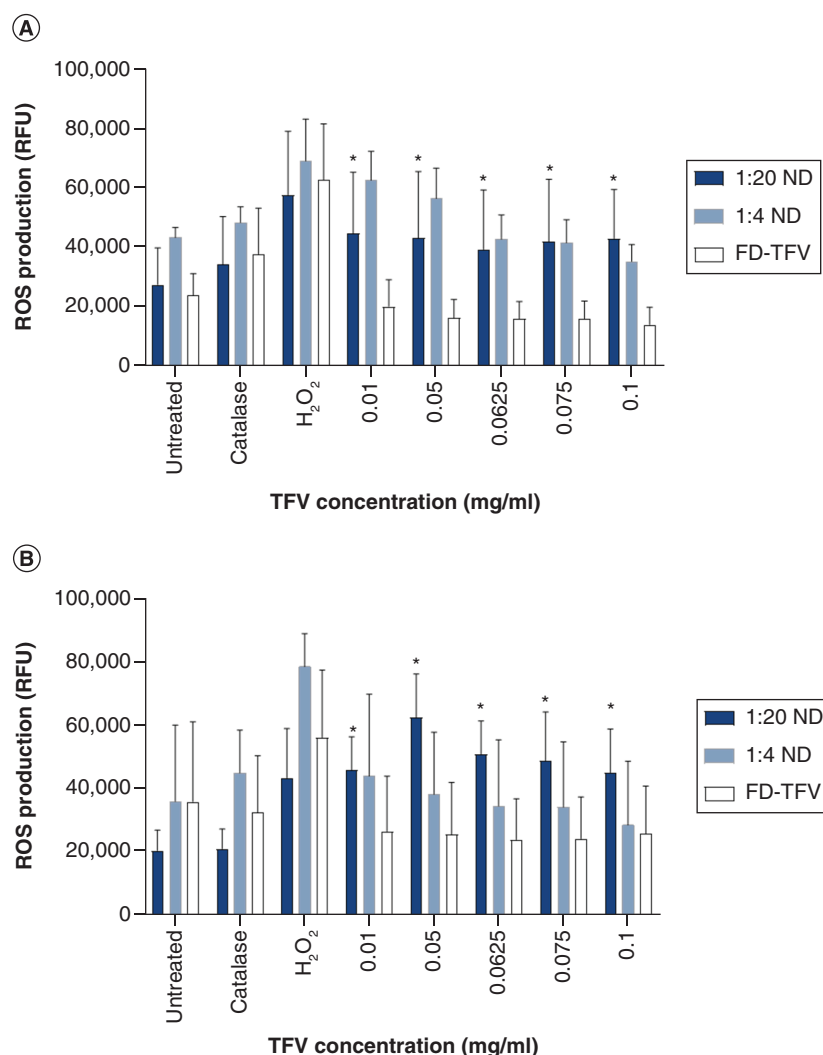 A
100,000
80,000
60,000
40,000
20,000
0
ROS production (RFU)
Untreated
Catalase
H₂O₂
0.01
0.05
0.0625
0.075
0.1
TFV concentration (mg/ml)
* * * * *
1:20 ND
1:4 ND
FD-TFV
B
100,000
80,000
60,000
40,000
20,000
0
ROS production (RFU)
Untreated
Catalase
H₂O₂
0.01
0.05
0.0625
0.075
0.1
TFV concentration (mg/ml)
* * * * *
1:20 ND
1:4 ND
FD-TFV